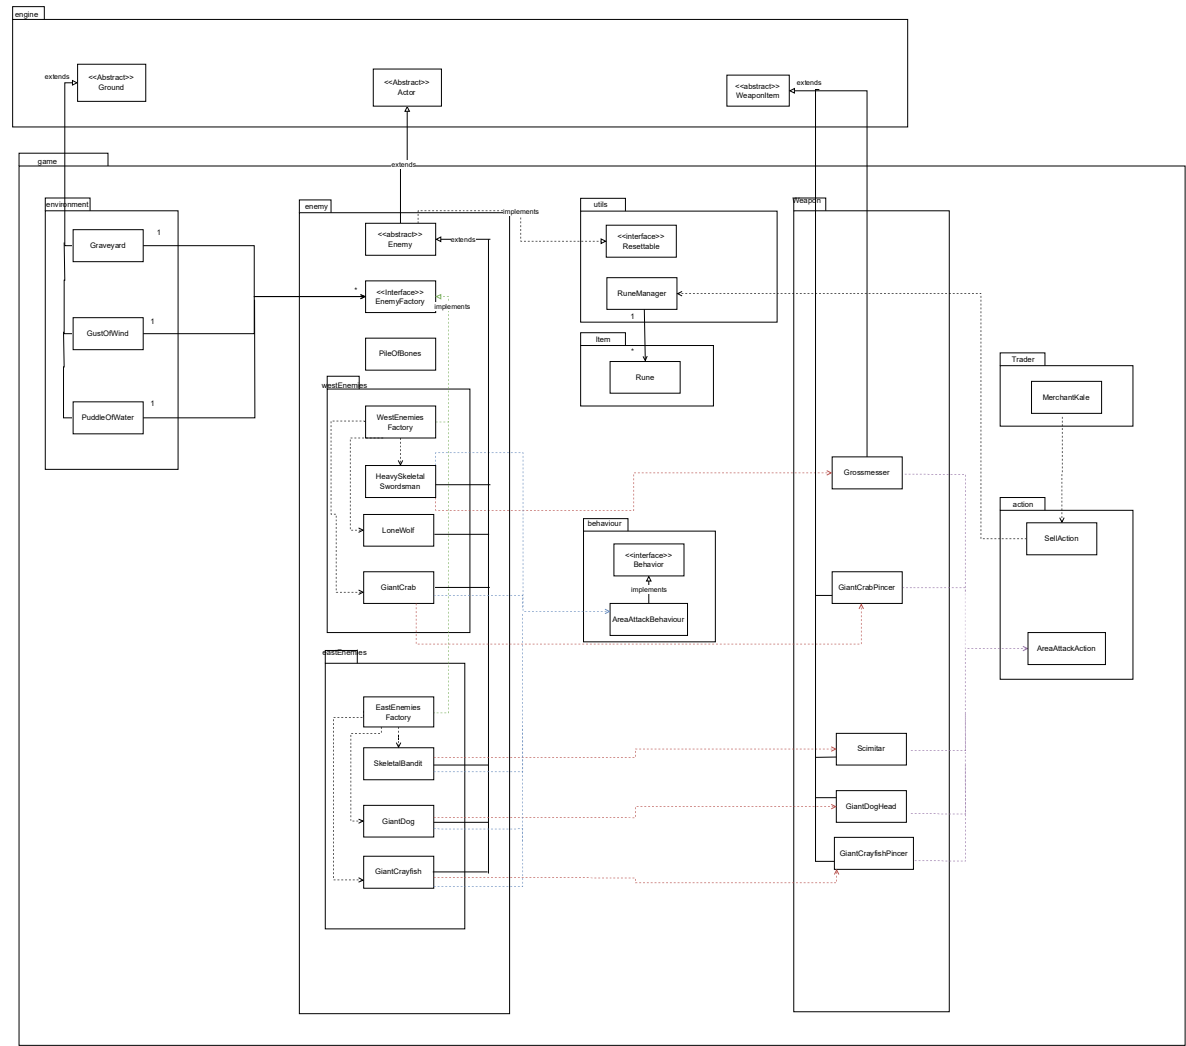 engine
extends
<<Abstract>>
Ground
<<Abstract>>
Actor
<<abstract>>
WeaponItem
extends
game
extends
environment
Graveyard
1
GustOfWind
1
PuddleOfWater
1
*
enemy
<<abstract>>
Enemy
extends
implements
<<Interface>>
EnemyFactory
implements
PileOfBones
westEnemies
WestEnemies
Factory
HeavySkeletal
Swordsman
LoneWolf
GiantCrab
eastEnemies
EastEnemies
Factory
SkeletalBandit
GiantDog
GiantCrayfish
utils
<<interface>>
Resettable
RuneManager
1
Item
*
Rune
behaviour
<<interface>>
Behavior
implements
AreaAttackBehaviour
Weapon
Grossmesser
GiantCrabPincer
Scimitar
GiantDogHead
GiantCrayfishPincer
Trader
MerchantKale
action
SellAction
AreaAttackAction